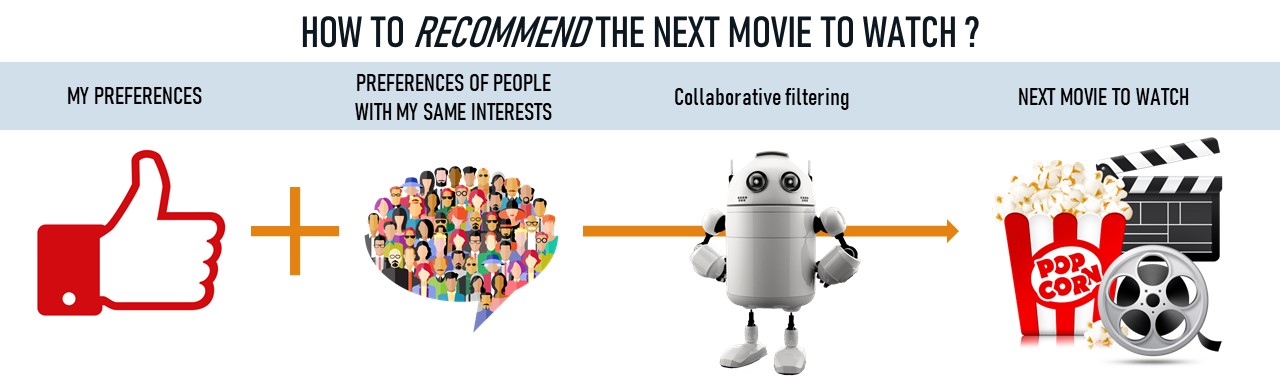 HOW TO RECOMMEND THE NEXT MOVIE TO WATCH ?
MY PREFERENCES
PREFERENCES OF PEOPLE
WITH MY SAME INTERESTS
Collaborative filtering
NEXT MOVIE TO WATCH
POP
CORN